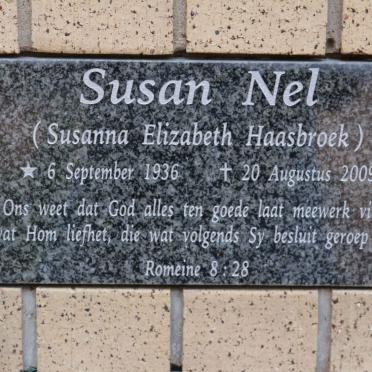 Susan Nel
( Susanna Elizabeth Haasbroek )
★ 6 September 1936 ✝ 20 Augustus 2009
Ons weet dat God alles ten goede laat meewerk
Hom liefhet, die wat volgends Sy besluit geroep
Romeine 8 : 28